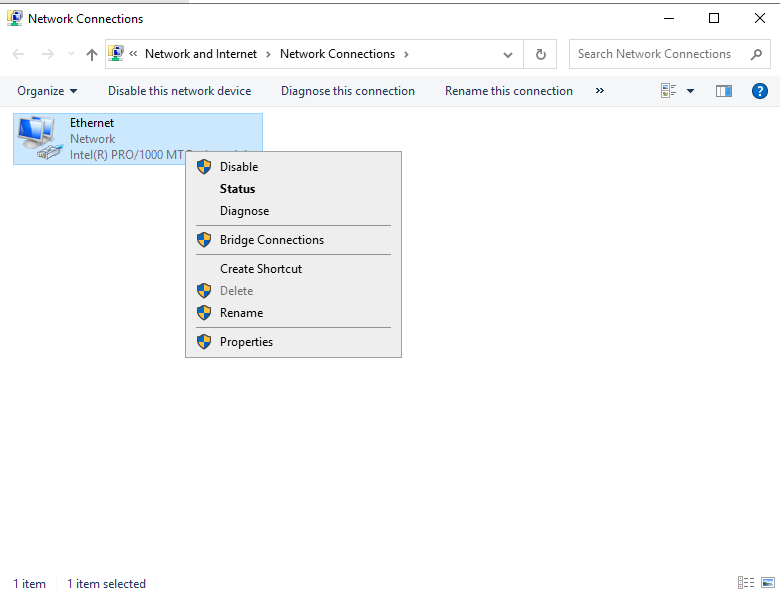 Network Connections
« Network and Internet › Network Connections ›
Search Network Connections
Organize
Disable this network device
Diagnose this connection
Rename this connection
»
Ethernet
Network
Intel(R) PRO/1000 MT
Disable
Status
Diagnose
Bridge Connections
Create Shortcut
Delete
Rename
Properties
1 item
1 item selected